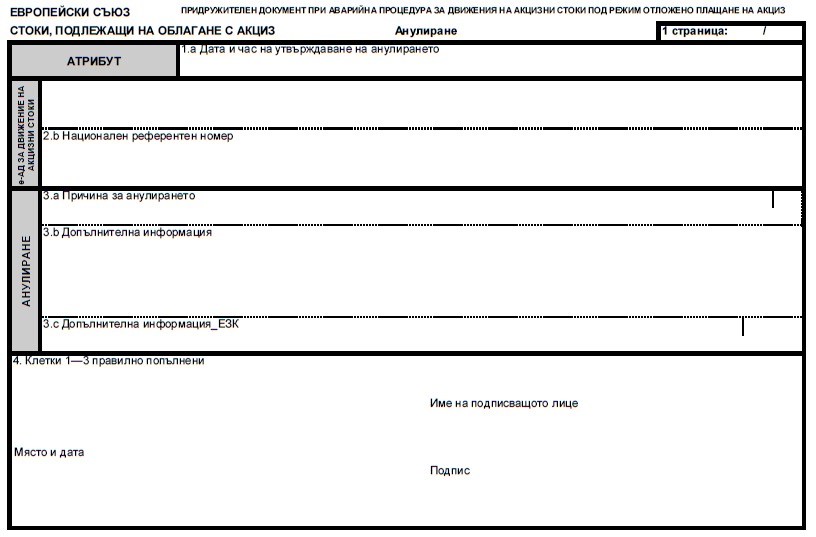 ЕВРОПЕЙСКИ СЪЮЗ
ПРИДРУЖИТЕЛЕН ДОКУМЕНТ ПРИ АВАРИЙНА ПРОЦЕДУРА ЗА ДВИЖЕНИЯ НА АКЦИЗНИ СТОКИ ПОД РЕЖИМ ОТЛОЖЕНО ПЛАЩАНЕ НА АКЦИЗ
СТОКИ, ПОДЛЕЖАЩИ НА ОБЛАГАНЕ С АКЦИЗ
Анулиране
1 страница: /
АТРИБУТ
1.a Дата и час на утвърждаване на анулирането
е-АД ЗА ДВИЖЕНИЕ НА
АКЦИЗНИ СТОКИ
2.b Национален референтен номер
АНУЛИРАНЕ
3.a Причина за анулирането
3.b Допълнителна информация
3.c Допълнителна информация_ЕЗК
4. Клетки 1—3 правилно попълнени
Име на подписващото лице
Място и дата
Подпис